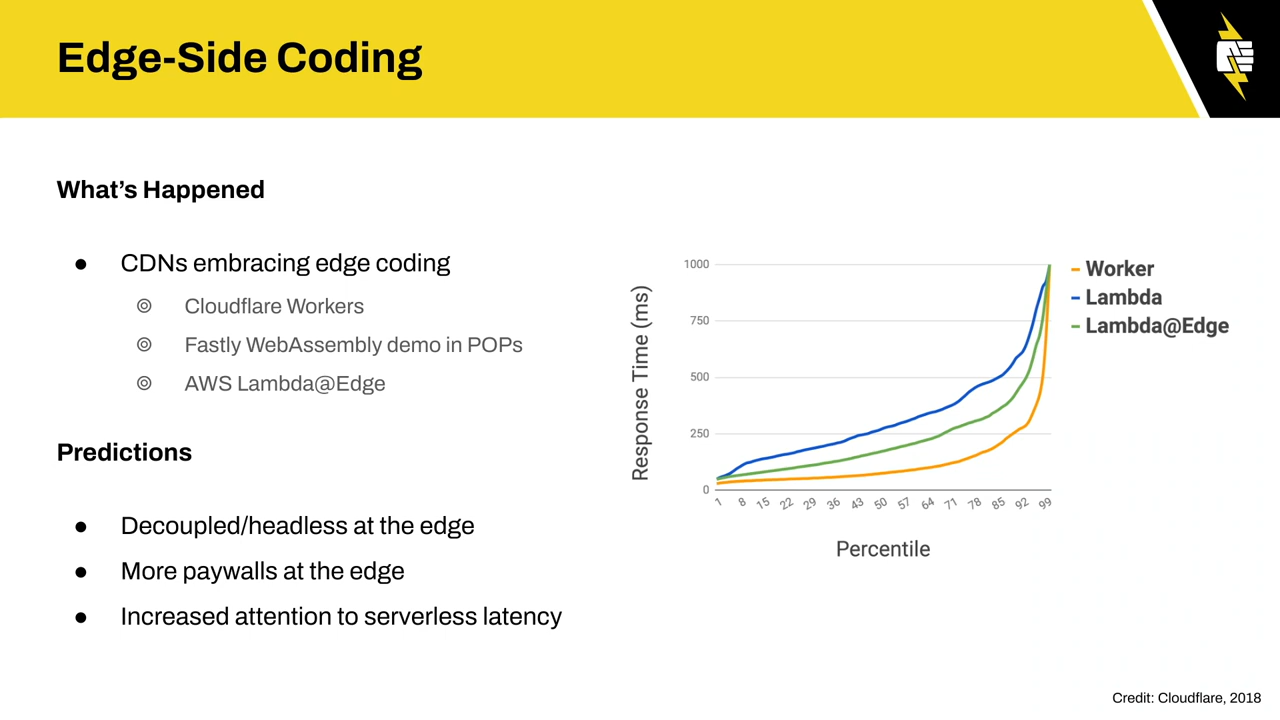 Edge-Side Coding
What’s Happened
● CDNs embracing edge coding
◎ Cloudflare Workers
◎ Fastly WebAssembly demo in POPs
◎ AWS Lambda@Edge
Predictions
● Decoupled/headless at the edge
● More paywalls at the edge
● Increased attention to serverless latency
Response Time (ms)
1000
750
500
250
0
1 8 15 22 29 36 43 50 57 64 71 78 85 92 99
Percentile
Worker
Lambda
Lambda@Edge
Credit: Cloudflare, 2018